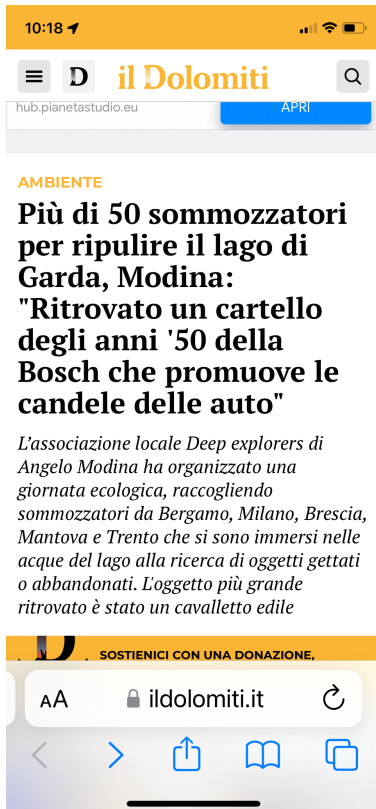 10:18
D il Dolomiti
hub.pianetastudio.eu APRI
AMBIENTE
Più di 50 sommozzatori
per ripulire il lago di
Garda, Modina:
"Ritrovato un cartello
degli anni '50 della
Bosch che promuove le
candele delle auto"
L'associazione locale Deep explorers di
Angelo Modina ha organizzato una
giornata ecologica, raccogliendo
sommozzatori da Bergamo, Milano, Brescia,
Mantova e Trento che si sono immersi nelle
acque del lago alla ricerca di oggetti gettati
o abbandonati. L'oggetto più grande
ritrovato è stato un cavalletto edile
D SOSTIENICI CON UNA DONAZIONE,
AA ildolomiti.it